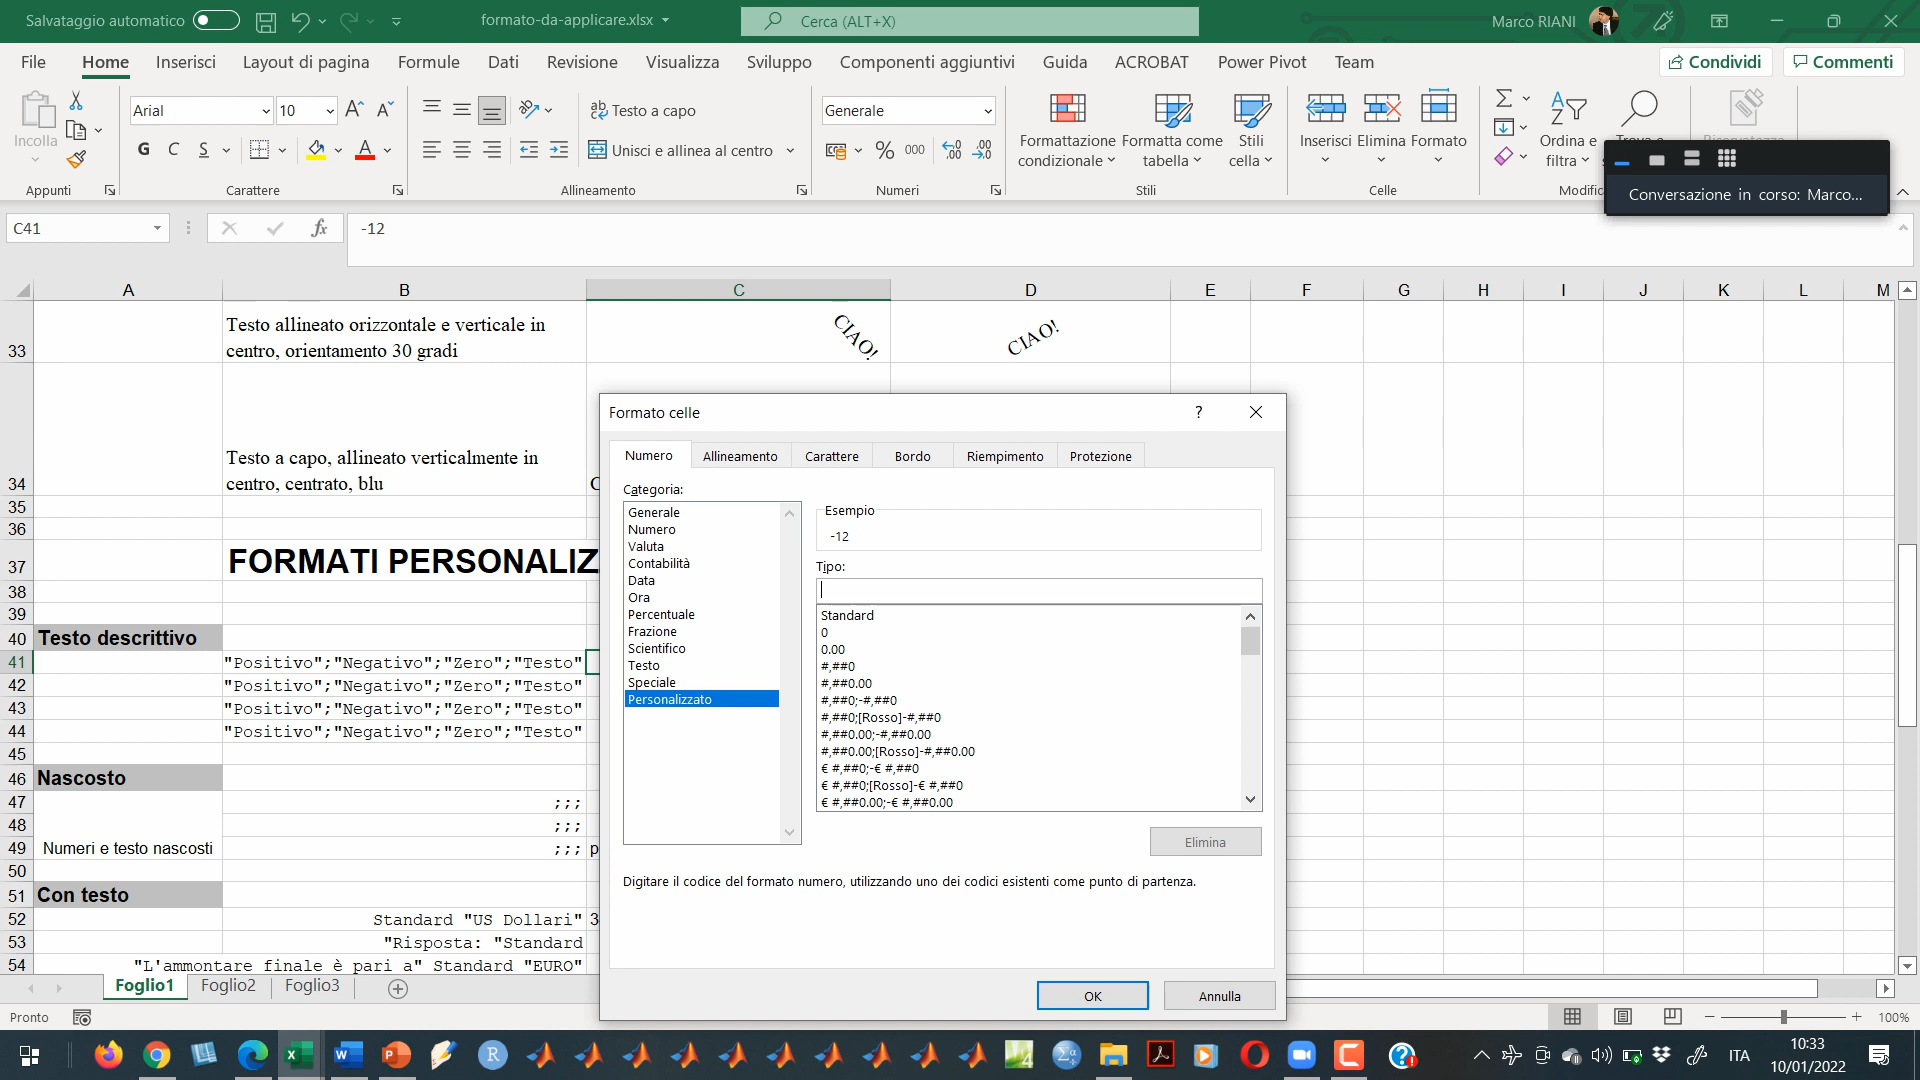 Salvataggio automatico
formato-da-applicare.xlsx
Cerca (ALT+X)
Marco RIANI
File Home Inserisci Layout di pagina Formule Dati Revisione Visualizza Sviluppo Componenti aggiuntivi Guida ACROBAT Power Pivot Team
Condividi Commenti
Incolla
Arial 10
Testo a capo
Generale
G C S
Unisci e allinea al centro
% 000
Formattazione condizionale
Formatta come tabella
Stili cella
Inserisci Elimina Formato
Ordina e filtra
Appunti Carattere Allineamento Numeri Stili Celle
Conversazione in corso: Marco...
C41
fx
-12
A B C D E F G H I J K L M
33
Testo allineato orizzontale e verticale in
centro, orientamento 30 gradi
CIAO!
CIAO!
34
Testo a capo, allineato verticalmente in
centro, centrato, blu
35
36
37 FORMATI PERSONALIZ
38
39
40 Testo descrittivo
41 "Positivo";"Negativo";"Zero";"Testo"
42 "Positivo";"Negativo";"Zero";"Testo"
43 "Positivo";"Negativo";"Zero";"Testo"
44 "Positivo";"Negativo";"Zero";"Testo"
45
46 Nascosto
47 ;;;
48 ;;;
49 Numeri e testo nascosti ;;; p
50
51 Con testo
52 Standard "US Dollari" 3
53 "Risposta: "Standard
54 "L'ammontare finale è pari a" Standard "EURO"
Formato celle
?
Numero Allineamento Carattere Bordo Riempimento Protezione
Categoria:
Generale
Numero
Valuta
Contabilità
Data
Ora
Percentuale
Frazione
Scientifico
Testo
Speciale
Personalizzato
Esempio
-12
Tipo:
Standard
0
0.00
#,##0
#,##0.00
#,##0;-#,##0
#,##0;[Rosso]-#,##0
#,##0.00;-#,##0.00
#,##0.00;[Rosso]-#,##0.00
€ #,##0;-€ #,##0
€ #,##0;[Rosso]-€ #,##0
€ #,##0.00;-€ #,##0.00
Elimina
Digitare il codice del formato numero, utilizzando uno dei codici esistenti come punto di partenza.
OK Annulla
Foglio1 Foglio2 Foglio3
Pronto
100%
ITA
10:33
10/01/2022